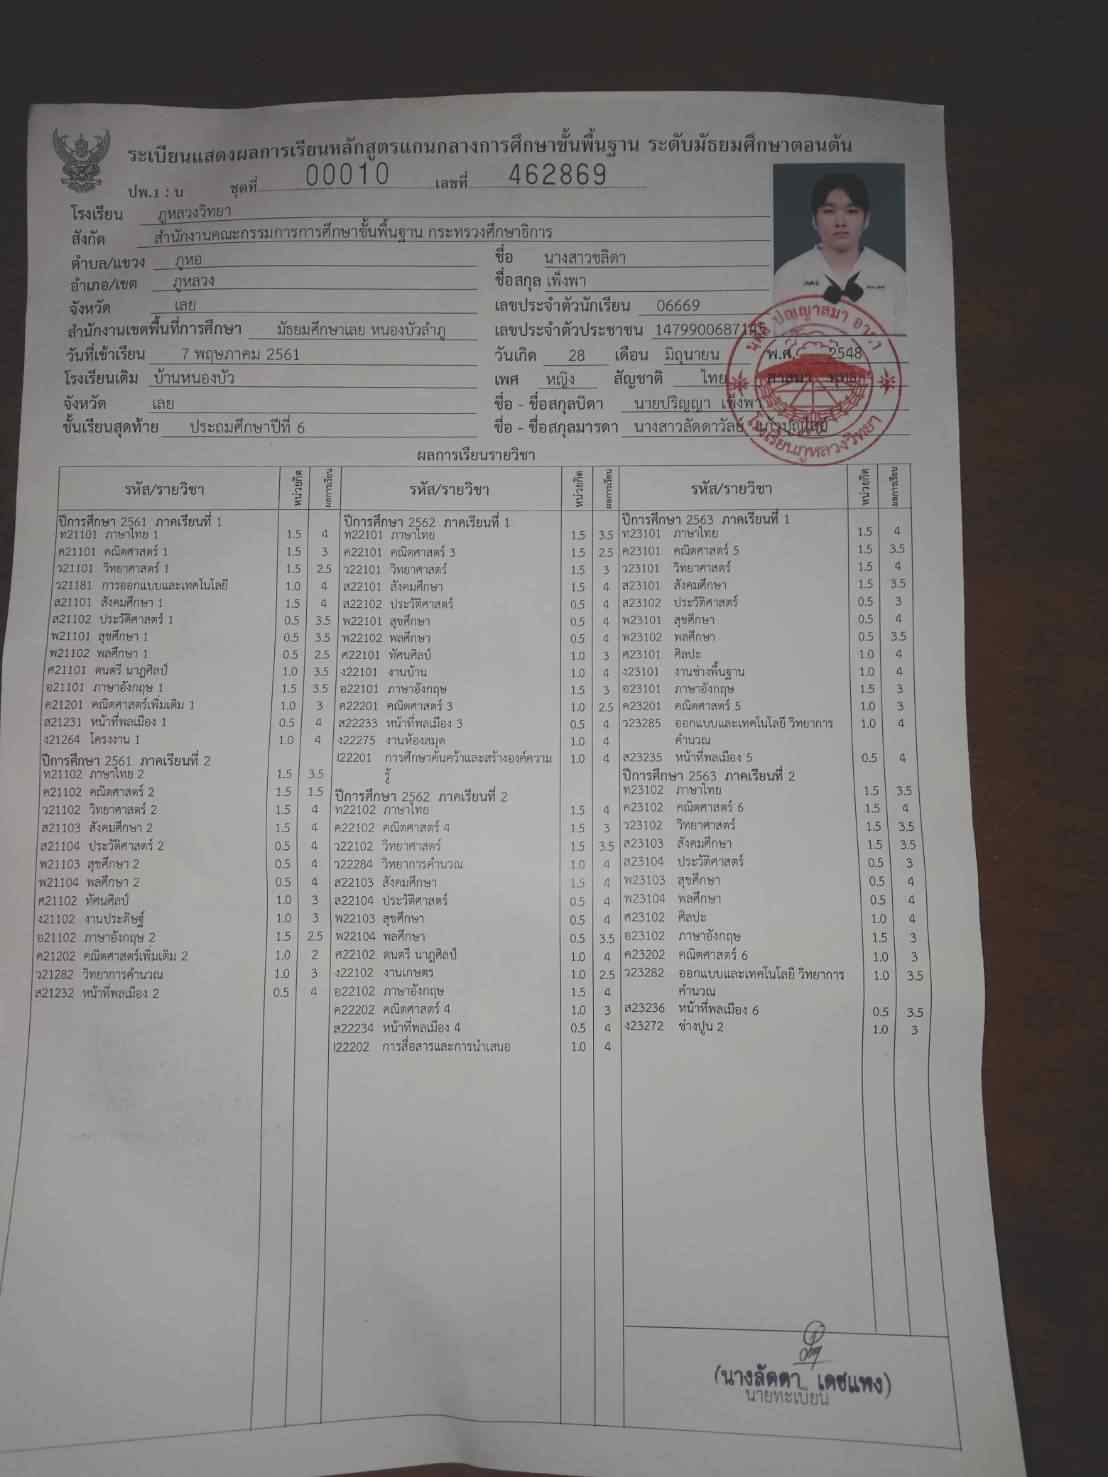 ระเบียนแสดงผลการเรียนหลักสูตรแกนกลางการศึกษาขั้นพื้นฐาน ระดับมัธยมศึกษาตอนต้น
ปพ.1 : บ ชุดที่ 00010 เลขที่ 462869
โรงเรียน ภูหลวงวิทยา
สังกัด สำนักงานคณะกรรมการการศึกษาขั้นพื้นฐาน กระทรวงศึกษาธิการ
ตำบล/แขวง ภูหอ
อำเภอ/เขต ภูหลวง
จังหวัด เลย
สำนักงานเขตพื้นที่การศึกษา มัธยมศึกษาเลย หนองบัวลำภู
วันที่เข้าเรียน 7 พฤษภาคม 2561
โรงเรียนเดิม บ้านหนองบัว
จังหวัด เลย
ชั้นเรียนสุดท้าย ประถมศึกษาปีที่ 6
ชื่อ นางสาวชลิดา
ชื่อสกุล เพ็งพา
เลขประจำตัวนักเรียน 06669
เลขประจำตัวประชาชน 1479900687
วันเกิด 28 เดือน มิถุนายน พ.ศ. 2548
เพศ หญิง สัญชาติ ไทย ศาสนา พุทธ
ชื่อ - ชื่อสกุลบิดา นายปริญญา เพ็งพา
ชื่อ - ชื่อสกุลมารดา นางสาวลัดดาวัลย์
โรงเรียนภูหลวงวิทยา
ผลการเรียนรายวิชา
รหัส/รายวิชา หน่วยกิต ผลการเรียน
ปีการศึกษา 2561 ภาคเรียนที่ 1
ท21101 ภาษาไทย 1 1.5 4
ค21101 คณิตศาสตร์ 1 1.5 3
ว21101 วิทยาศาสตร์ 1 1.5 2.5
ว21181 การออกแบบและเทคโนโลยี 1.0 4
ส21101 สังคมศึกษา 1 1.5 4
ส21102 ประวัติศาสตร์ 1 0.5 3.5
พ21101 สุขศึกษา 1 0.5 3.5
พ21102 พลศึกษา 1 0.5 2.5
ศ21101 ดนตรี นาฏศิลป์ 1.0 3.5
อ21101 ภาษาอังกฤษ 1 1.5 3.5
ค21201 คณิตศาสตร์เพิ่มเติม 1 1.0 3
ส21231 หน้าที่พลเมือง 1 0.5 4
ง21264 โครงงาน 1 1.0 4
ปีการศึกษา 2561 ภาคเรียนที่ 2
ท21102 ภาษาไทย 2 1.5 3.5
ค21102 คณิตศาสตร์ 2 1.5 1.5
ว21102 วิทยาศาสตร์ 2 1.5 4
ส21103 สังคมศึกษา 2 1.5 4
ส21104 ประวัติศาสตร์ 2 0.5 4
พ21103 สุขศึกษา 2 0.5 4
พ21104 พลศึกษา 2 0.5 4
ศ21102 ทัศนศิลป์ 1.0 3
ง21102 งานประดิษฐ์ 1.0 3
อ21102 ภาษาอังกฤษ 2 1.5 2.5
ค21202 คณิตศาสตร์เพิ่มเติม 2 1.0 2
ว21282 วิทยาการคำนวณ 1.0 3
ส21232 หน้าที่พลเมือง 2 0.5 4
รหัส/รายวิชา หน่วยกิต ผลการเรียน
ปีการศึกษา 2562 ภาคเรียนที่ 1
ท22101 ภาษาไทย 1.5 3.5
ค22101 คณิตศาสตร์ 3 1.5 2.5
ว22101 วิทยาศาสตร์ 1.5 3
ส22101 สังคมศึกษา 1.5 4
ส22102 ประวัติศาสตร์ 0.5 4
พ22101 สุขศึกษา 0.5 4
พ22102 พลศึกษา 0.5 4
ศ22101 ทัศนศิลป์ 1.0 3
ง22101 งานบ้าน 1.0 4
อ22101 ภาษาอังกฤษ 1.5 3
ค22201 คณิตศาสตร์ 3 1.0 2.5
ส22233 หน้าที่พลเมือง 3 0.5 4
ง22275 งานห้องสมุด 1.0 4
I22201 การศึกษาค้นคว้าและสร้างองค์ความ 1.0 4
รู้
ปีการศึกษา 2562 ภาคเรียนที่ 2
ท22102 ภาษาไทย 1.5 4
ค22102 คณิตศาสตร์ 4 1.5 3
ว22102 วิทยาศาสตร์ 1.5 3.5
ว22284 วิทยาการคำนวณ 1.0 4
ส22103 สังคมศึกษา 1.5 4
ส22104 ประวัติศาสตร์ 0.5 4
พ22103 สุขศึกษา 0.5 4
พ22104 พลศึกษา 0.5 3.5
ศ22102 ดนตรี นาฏศิลป์ 1.0 4
ง22102 งานเกษตร 1.0 2.5
อ22102 ภาษาอังกฤษ 1.5 4
ค22202 คณิตศาสตร์ 4 1.0 3
ส22234 หน้าที่พลเมือง 4 0.5 4
I22202 การสื่อสารและการนำเสนอ 1.0 4
รหัส/รายวิชา หน่วยกิต ผลการเรียน
ปีการศึกษา 2563 ภาคเรียนที่ 1
ท23101 ภาษาไทย 1.5 4
ค23101 คณิตศาสตร์ 5 1.5 3.5
ว23101 วิทยาศาสตร์ 1.5 4
ส23101 สังคมศึกษา 1.5 3.5
ส23102 ประวัติศาสตร์ 0.5 3
พ23101 สุขศึกษา 0.5 4
พ23102 พลศึกษา 0.5 3.5
ศ23101 ศิลปะ 1.0 4
ง23101 งานช่างพื้นฐาน 1.0 4
อ23101 ภาษาอังกฤษ 1.5 3
ค23201 คณิตศาสตร์ 5 1.0 3
ว23285 ออกแบบและเทคโนโลยี วิทยาการ 1.0 4
คำนวณ
ส23235 หน้าที่พลเมือง 5 0.5 4
ปีการศึกษา 2563 ภาคเรียนที่ 2
ท23102 ภาษาไทย 1.5 3.5
ค23102 คณิตศาสตร์ 6 1.5 4
ว23102 วิทยาศาสตร์ 1.5 3.5
ส23103 สังคมศึกษา 1.5 3.5
ส23104 ประวัติศาสตร์ 0.5 3
พ23103 สุขศึกษา 0.5 4
พ23104 พลศึกษา 0.5 4
ศ23102 ศิลปะ 1.0 4
อ23102 ภาษาอังกฤษ 1.5 3
ค23202 คณิตศาสตร์ 6 1.0 3
ว23282 ออกแบบและเทคโนโลยี วิทยาการ 1.0 3.5
คำนวณ
ส23236 หน้าที่พลเมือง 6 0.5 3.5
ง23272 ช่างปูน 2 1.0 3
(นางลัดดา เดชแพง)
นายทะเบียน